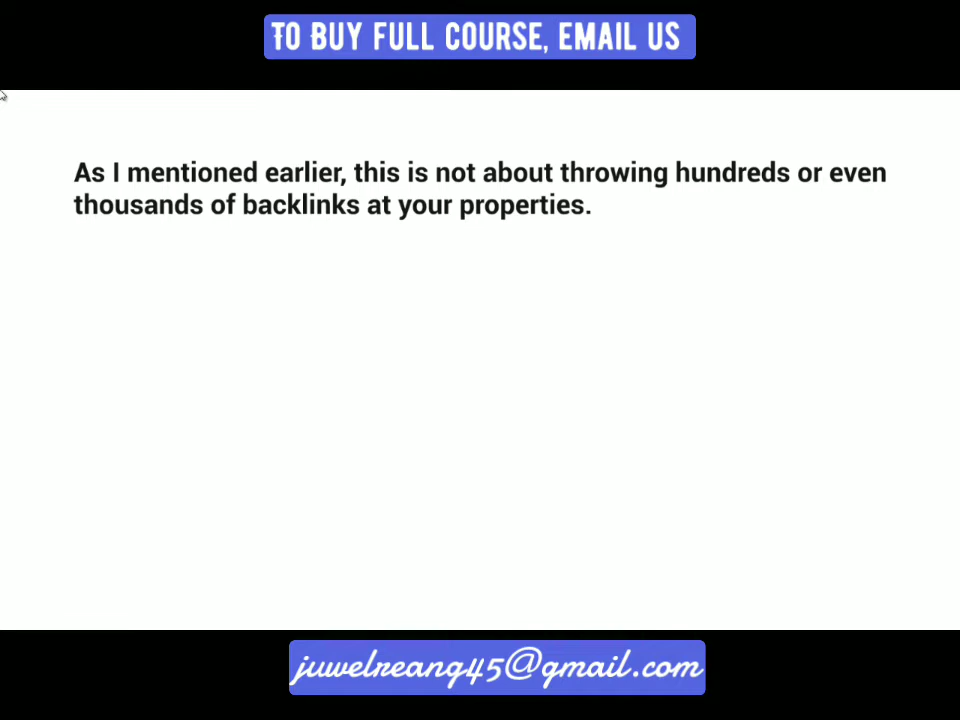 To Buy full course, email us
As I mentioned earlier, this is not about throwing hundreds or even
thousands of backlinks at your properties.
juwelreang45@gmail.com